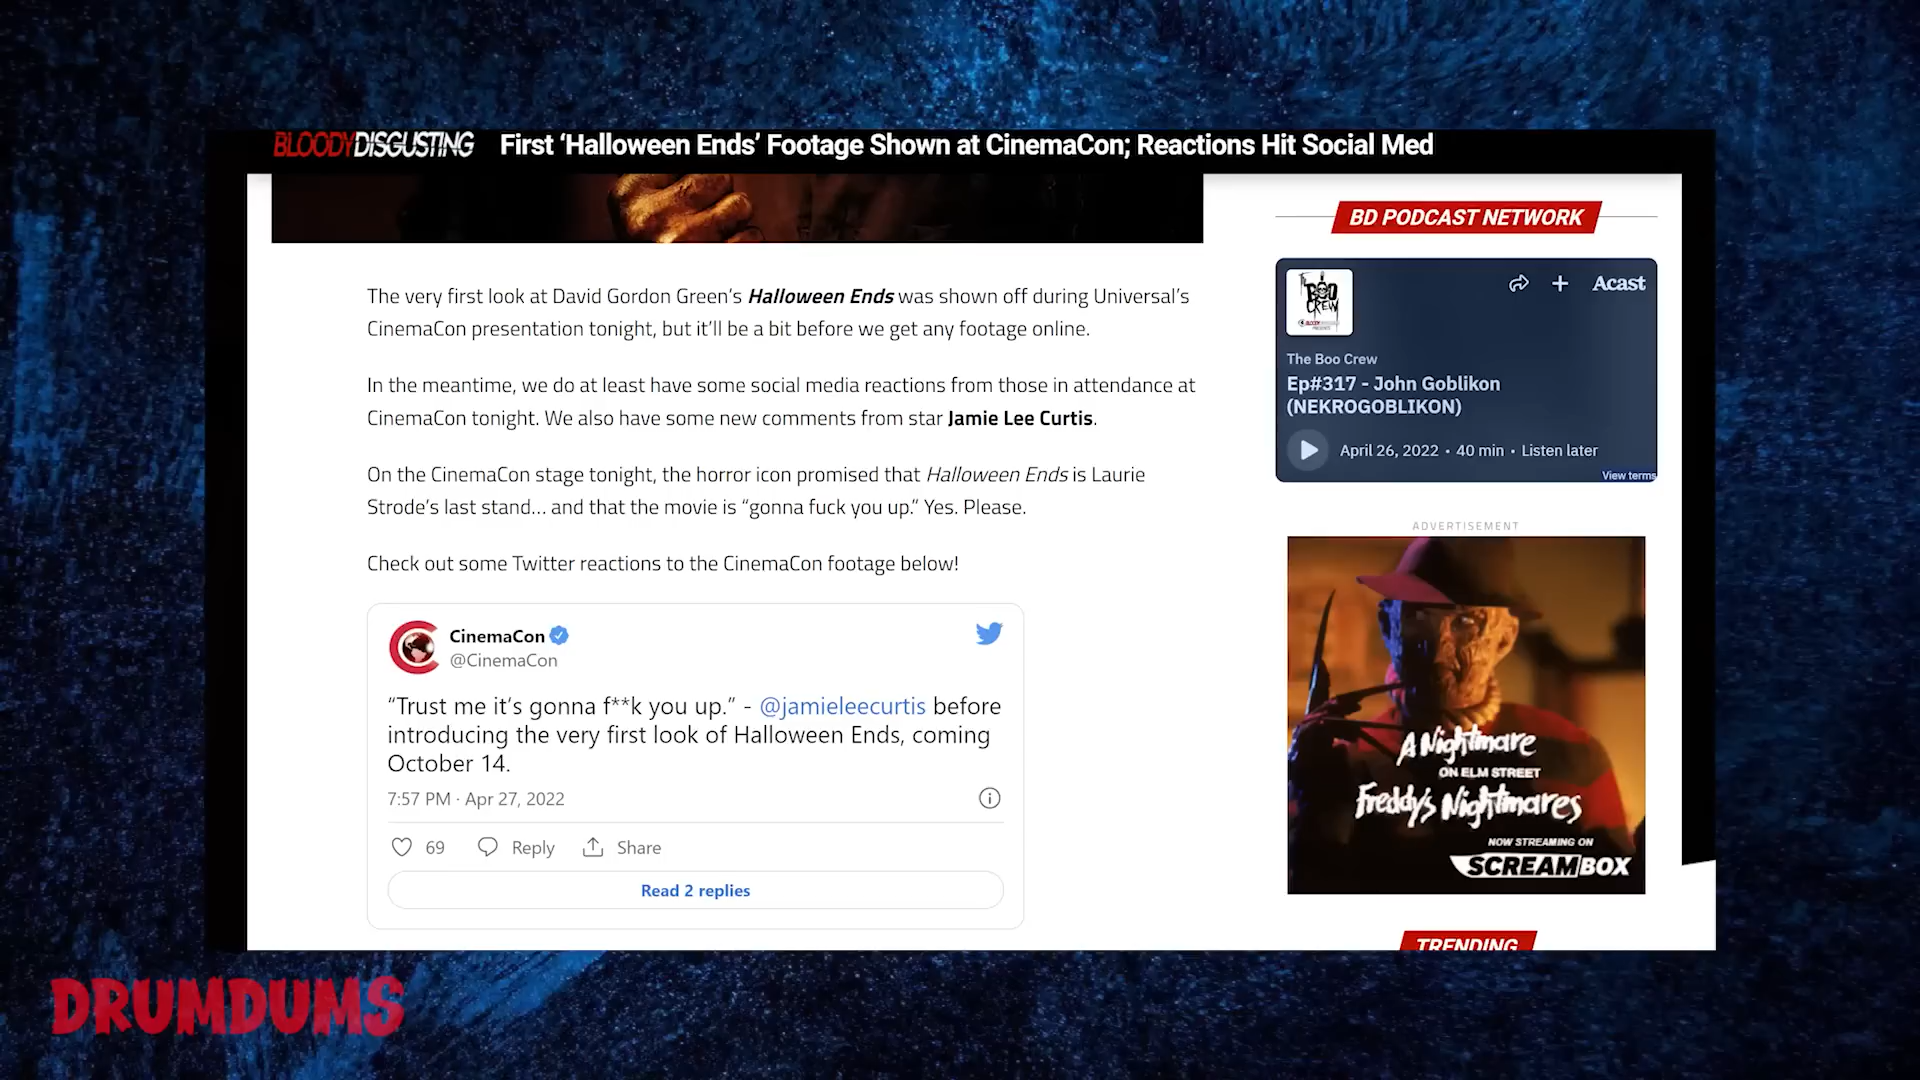 BLOODY DISGUSTING First ‘Halloween Ends’ Footage Shown at CinemaCon; Reactions Hit Social Med
The very first look at David Gordon Green’s Halloween Ends was shown off during Universal’s
CinemaCon presentation tonight, but it’ll be a bit before we get any footage online.
In the meantime, we do at least have some social media reactions from those in attendance at
CinemaCon tonight. We also have some new comments from star Jamie Lee Curtis.
On the CinemaCon stage tonight, the horror icon promised that Halloween Ends is Laurie
Strode’s last stand… and that the movie is “gonna fuck you up.” Yes. Please.
Check out some Twitter reactions to the CinemaCon footage below!
CinemaCon
@CinemaCon
“Trust me it’s gonna f**k you up.” - @jamieleecurtis before
introducing the very first look of Halloween Ends, coming
October 14.
7:57 PM · Apr 27, 2022
69 Reply Share
Read 2 replies
BD PODCAST NETWORK
THE
BOO
CREW
Acast
The Boo Crew
Ep#317 - John Goblikon
(NEKROGOBLIKON)
April 26, 2022 • 40 min • Listen later
View terms
ADVERTISEMENT
A Nightmare
ON ELM STREET
Freddy's Nightmares
NOW STREAMING ON
SCREAMBOX
TRENDING
DRUMDUMS